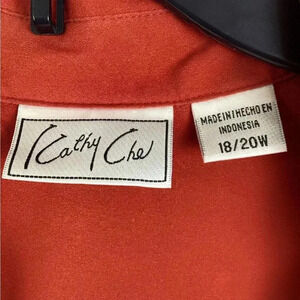 Kathy Che
MADE IN/HECHO EN
INDONESIA
18/20W